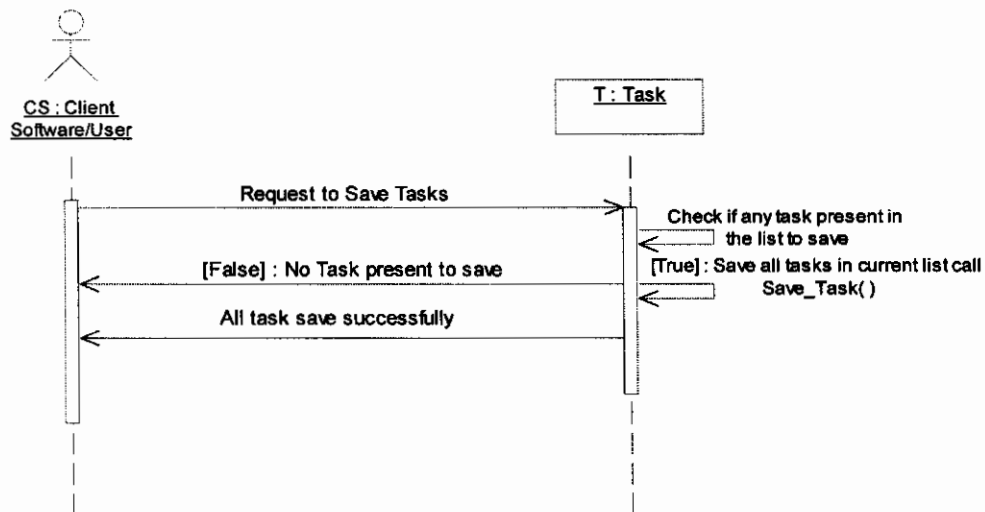 CS : Client
Software/User
T : Task
Request to Save Tasks
Check if any task present in
the list to save
[False] : No Task present to save
[True] : Save all tasks in current list call
Save_Task( )
All task save successfully